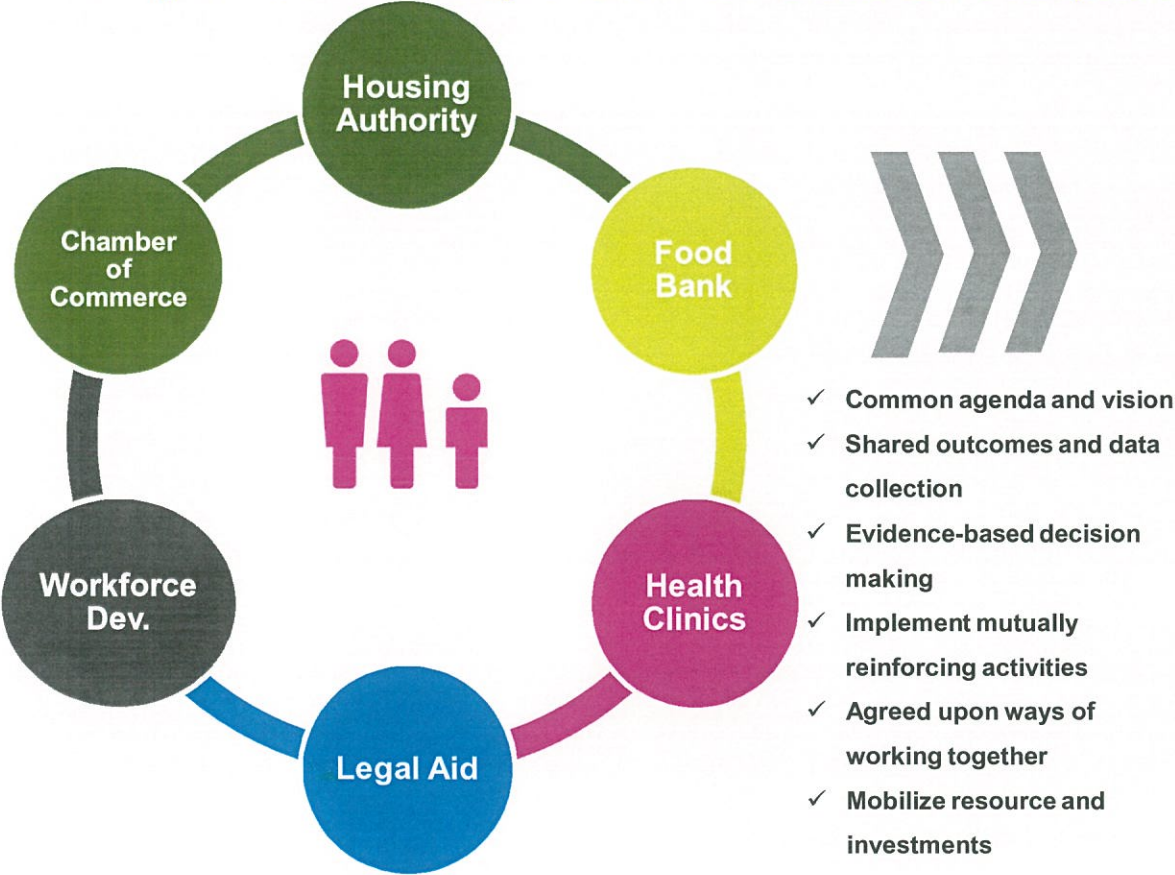 Housing
Authority
Chamber
of
Commerce
Food
Bank
Workforce
Dev.
Health
Clinics
Legal Aid
✓ Common agenda and vision
✓ Shared outcomes and data
collection
✓ Evidence-based decision
making
✓ Implement mutually
reinforcing activities
✓ Agreed upon ways of
working together
✓ Mobilize resource and
investments